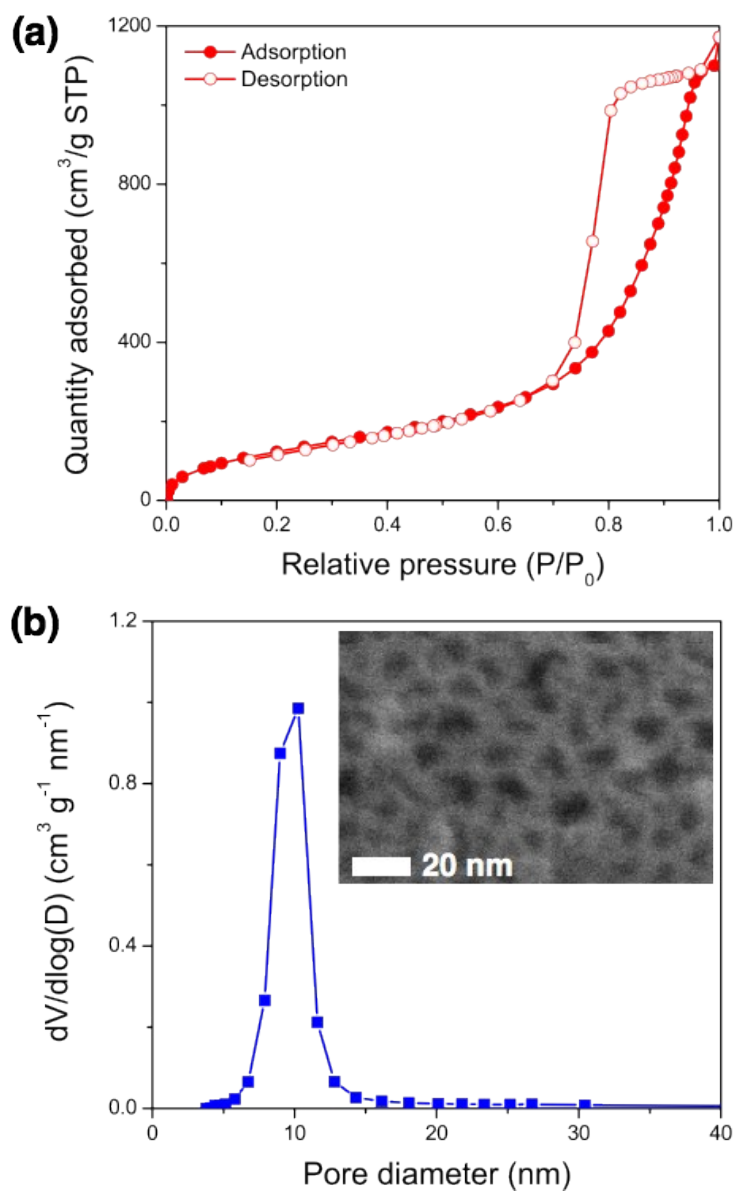 (a)
1200
800
400
0
Quantity adsorbed (cm³/g STP)
Adsorption
Desorption
0.0 0.2 0.4 0.6 0.8 1.0
Relative pressure (P/P₀)
(b)
1.2
0.8
0.4
0.0
dV/dlog(D) (cm³ g⁻¹ nm⁻¹)
20 nm
0 10 20 30 40
Pore diameter (nm)